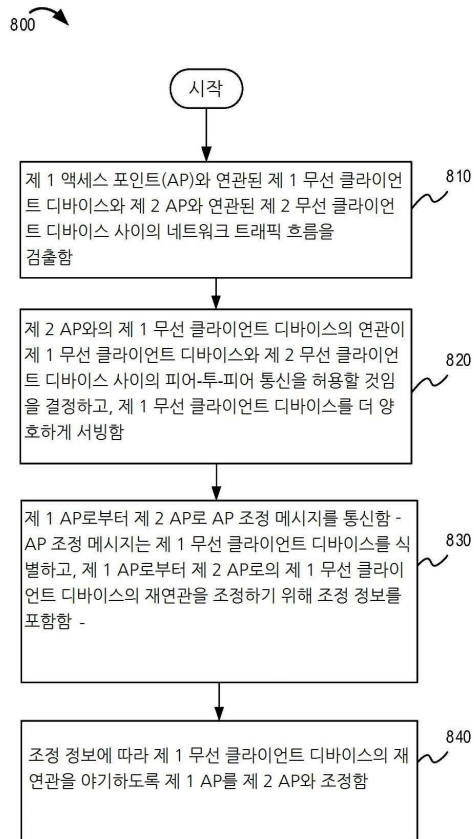 800
시작
제 1 액세스 포인트(AP)와 연관된 제 1 무선 클라이언
트 디바이스와 제 2 AP와 연관된 제 2 무선 클라이언
트 디바이스 사이의 네트워크 트래픽 흐름을
검출함
810
제 2 AP와의 제 1 무선 클라이언트 디바이스의 연관이
제 1 무선 클라이언트 디바이스와 제 2 무선 클라이언
트 디바이스 사이의 피어-투-피어 통신을 허용할 것임
을 결정하고, 제 1 무선 클라이언트 디바이스를 더 양
호하게 서빙함
820
제 1 AP로부터 제 2 AP로 AP 조정 메시지를 통신함 -
AP 조정 메시지는 제 1 무선 클라이언트 디바이스를 식
별하고, 제 1 AP로부터 제 2 AP로의 제 1 무선 클라이
언트 디바이스의 재연관을 조정하기 위해 조정 정보를
포함함 -
830
조정 정보에 따라 제 1 무선 클라이언트 디바이스의 재
연관을 야기하도록 제 1 AP를 제 2 AP와 조정함
840